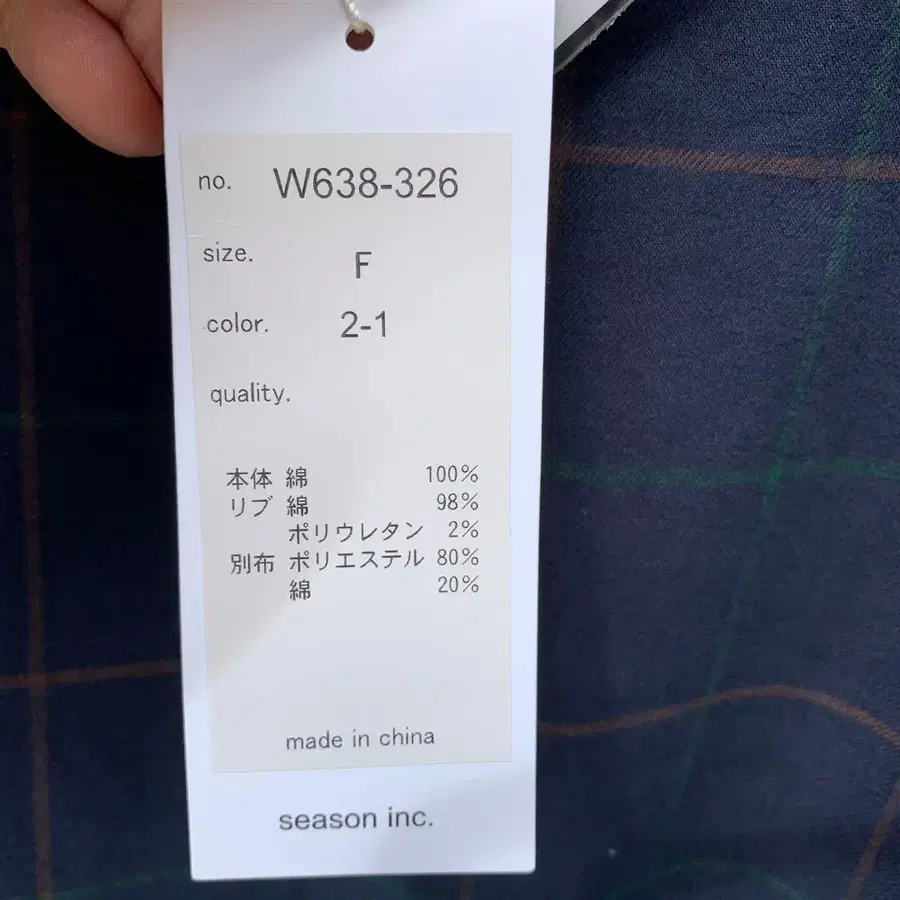 no. W638-326
size. F
color. 2-1
quality.
本体 綿 100%
リブ 綿 98%
ポリウレタン 2%
別布 ポリエステル 80%
綿 20%
made in china
season inc.